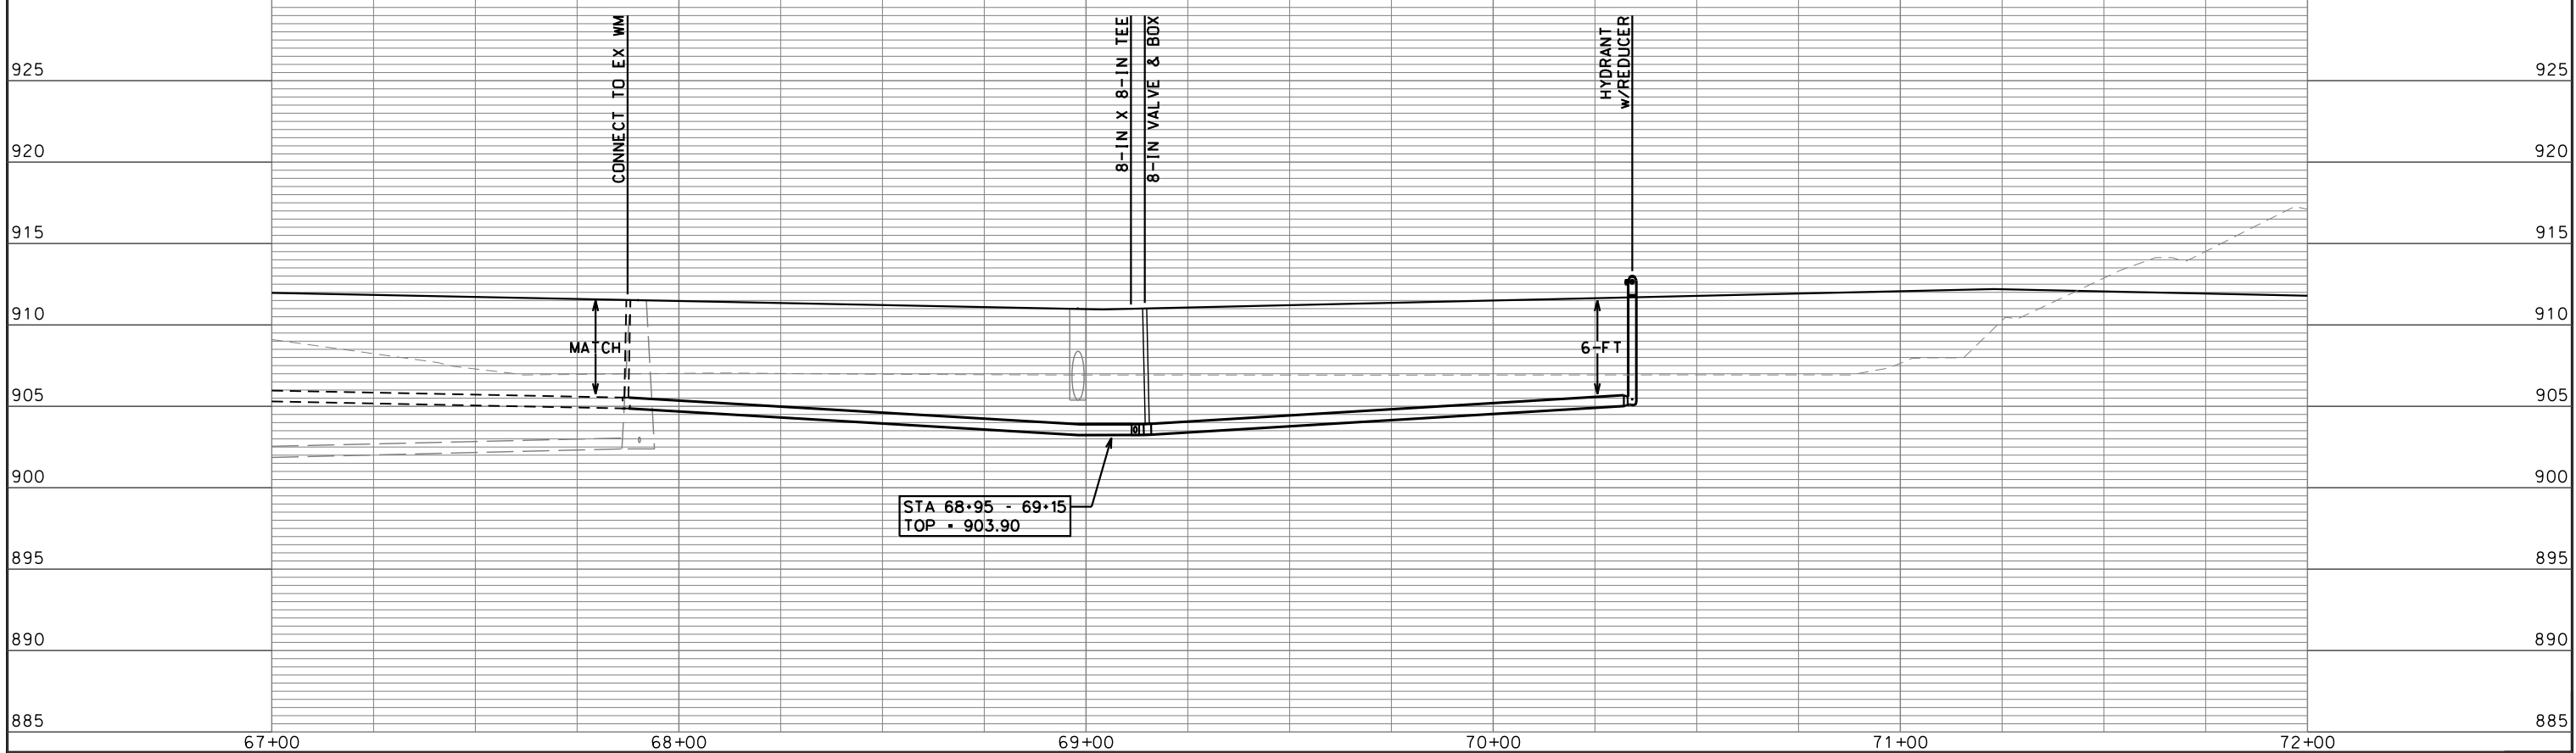 CONNECT TO EX WM
8-IN X 8-IN TEE
8-IN VALVE & BOX
HYDRANT
w/REDUCER
925 925
920 920
915 915
910 910
MATCH 6-FT
905 905
900 900
STA 68+95 - 69+15
TOP = 903.90
895 895
890 890
885 885
67+00 68+00 69+00 70+00 71+00 72+00